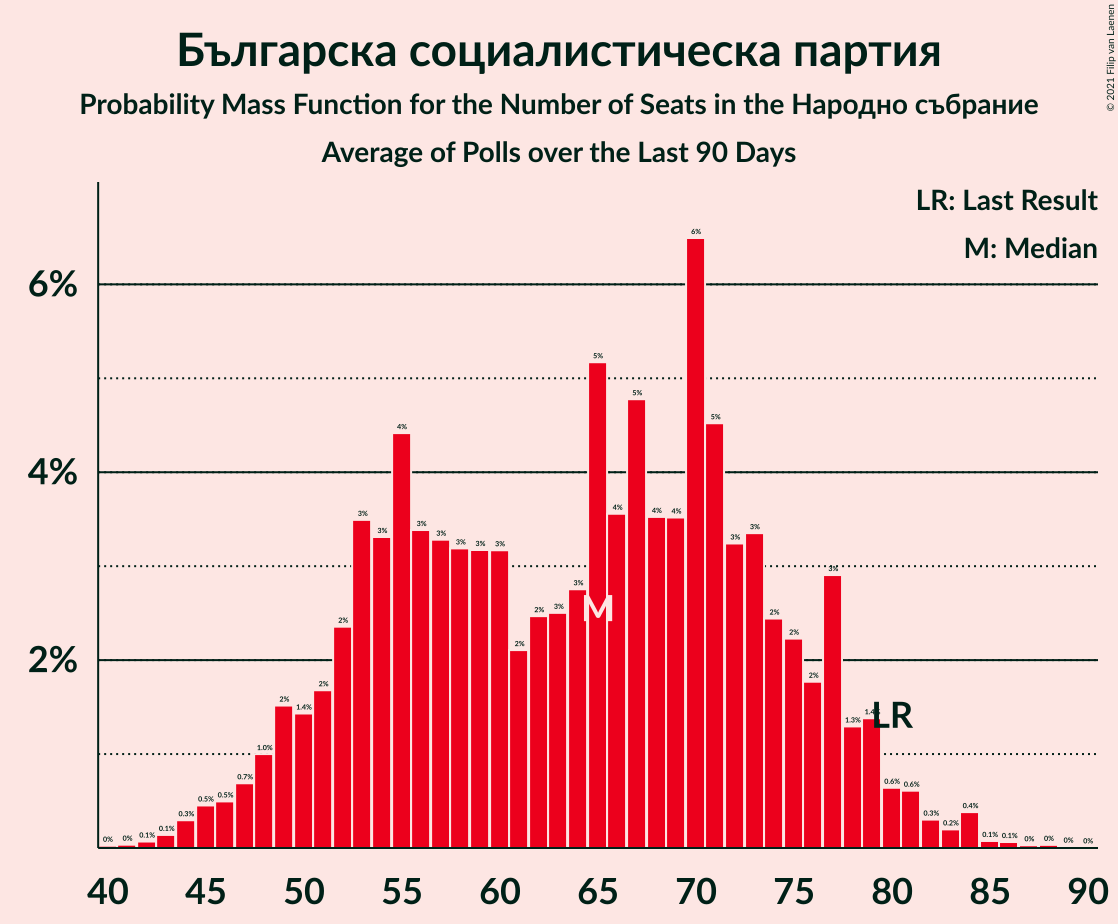 Българска социалистическа партия
Probability Mass Function for the Number of Seats in the Народно събрание
Average of Polls over the Last 90 Days
© 2021 Filip van Laenen
LR: Last Result
M: Median
6%
4%
2%
0% 0% 0.1% 0.1% 0.3% 0.5% 0.5% 0.7% 1.0% 2% 1.4% 2% 2% 3% 3% 4% 3% 3% 3% 3% 3% 2% 2% 3% 3% 5% 4% 5% 4% 4% 6% 5% 3% 3% 2% 2% 2% 3% 1.3% 1.4% 0.6% 0.6% 0.3% 0.2% 0.4% 0.1% 0.1% 0% 0% 0% 0%
M
LR
40 45 50 55 60 65 70 75 80 85 90